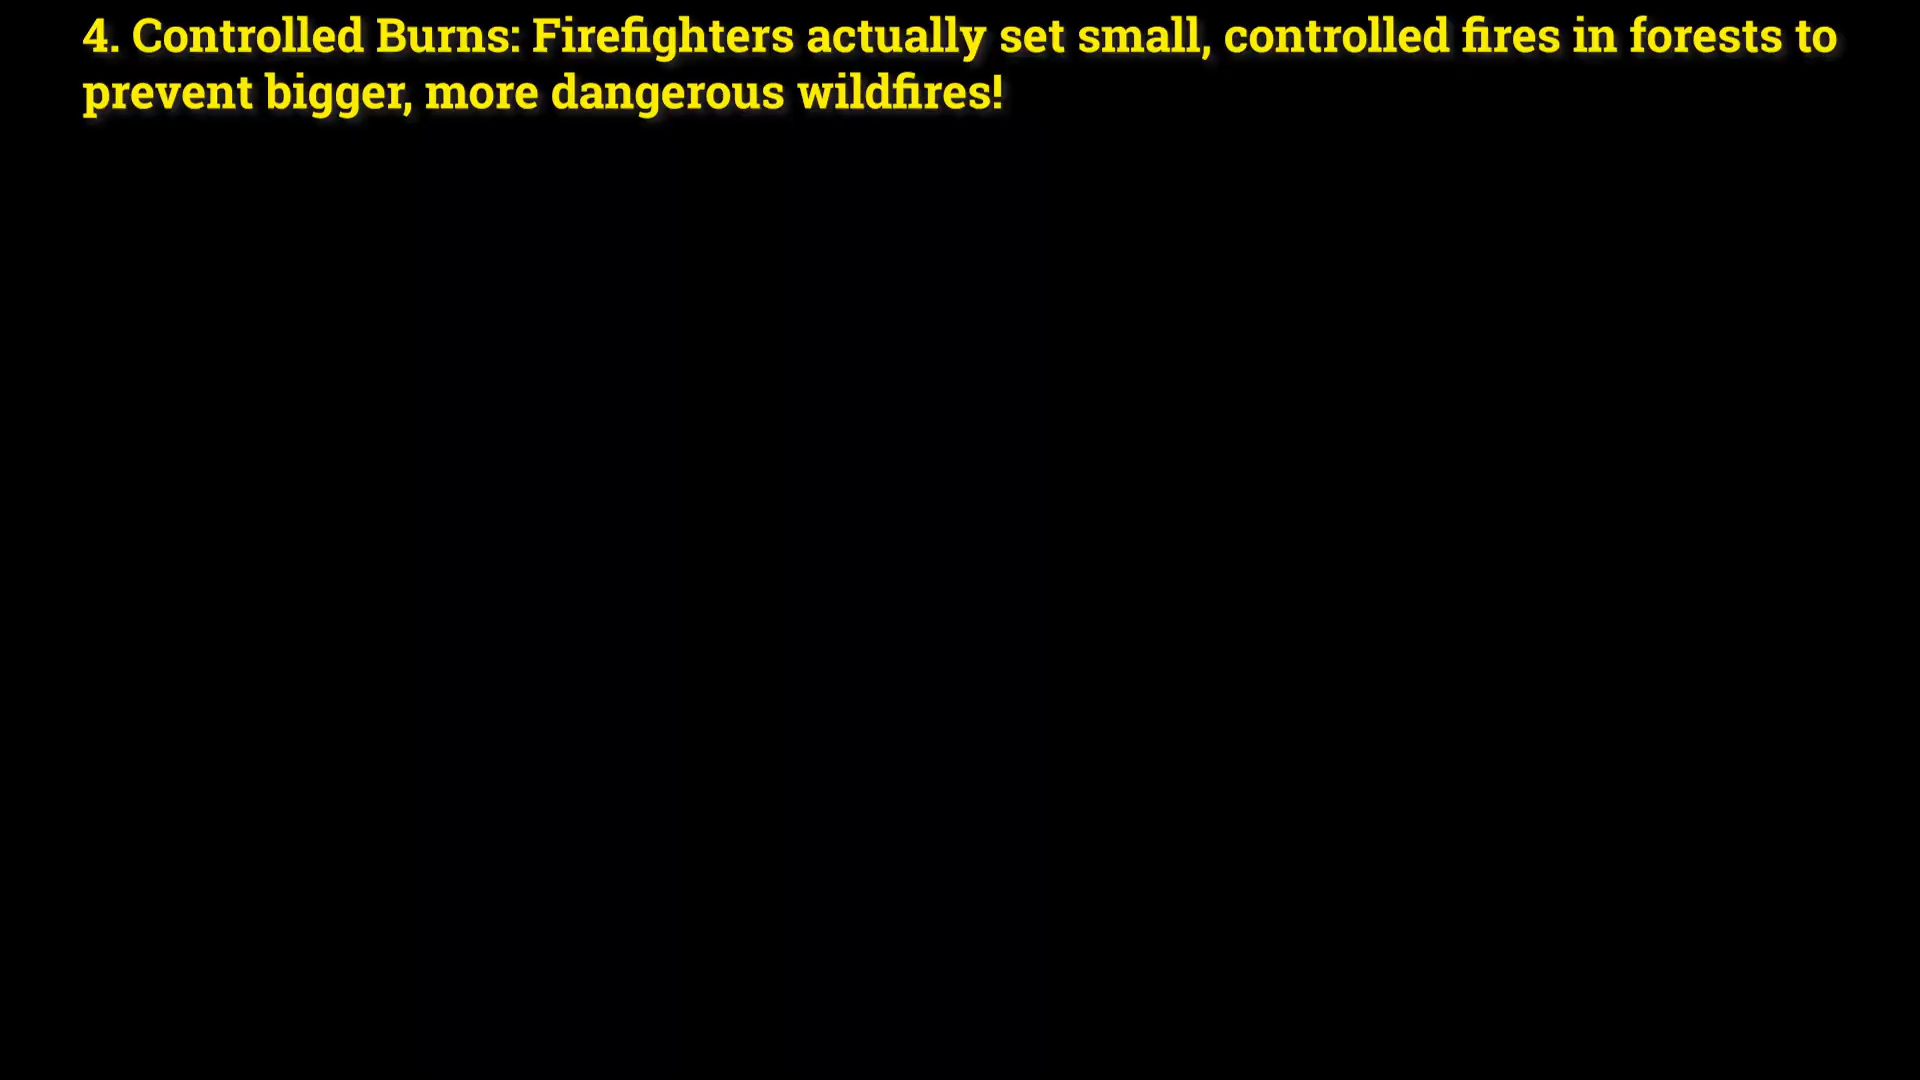 4. Controlled Burns: Firefighters actually set small, controlled fires in forests to
prevent bigger, more dangerous wildfires!